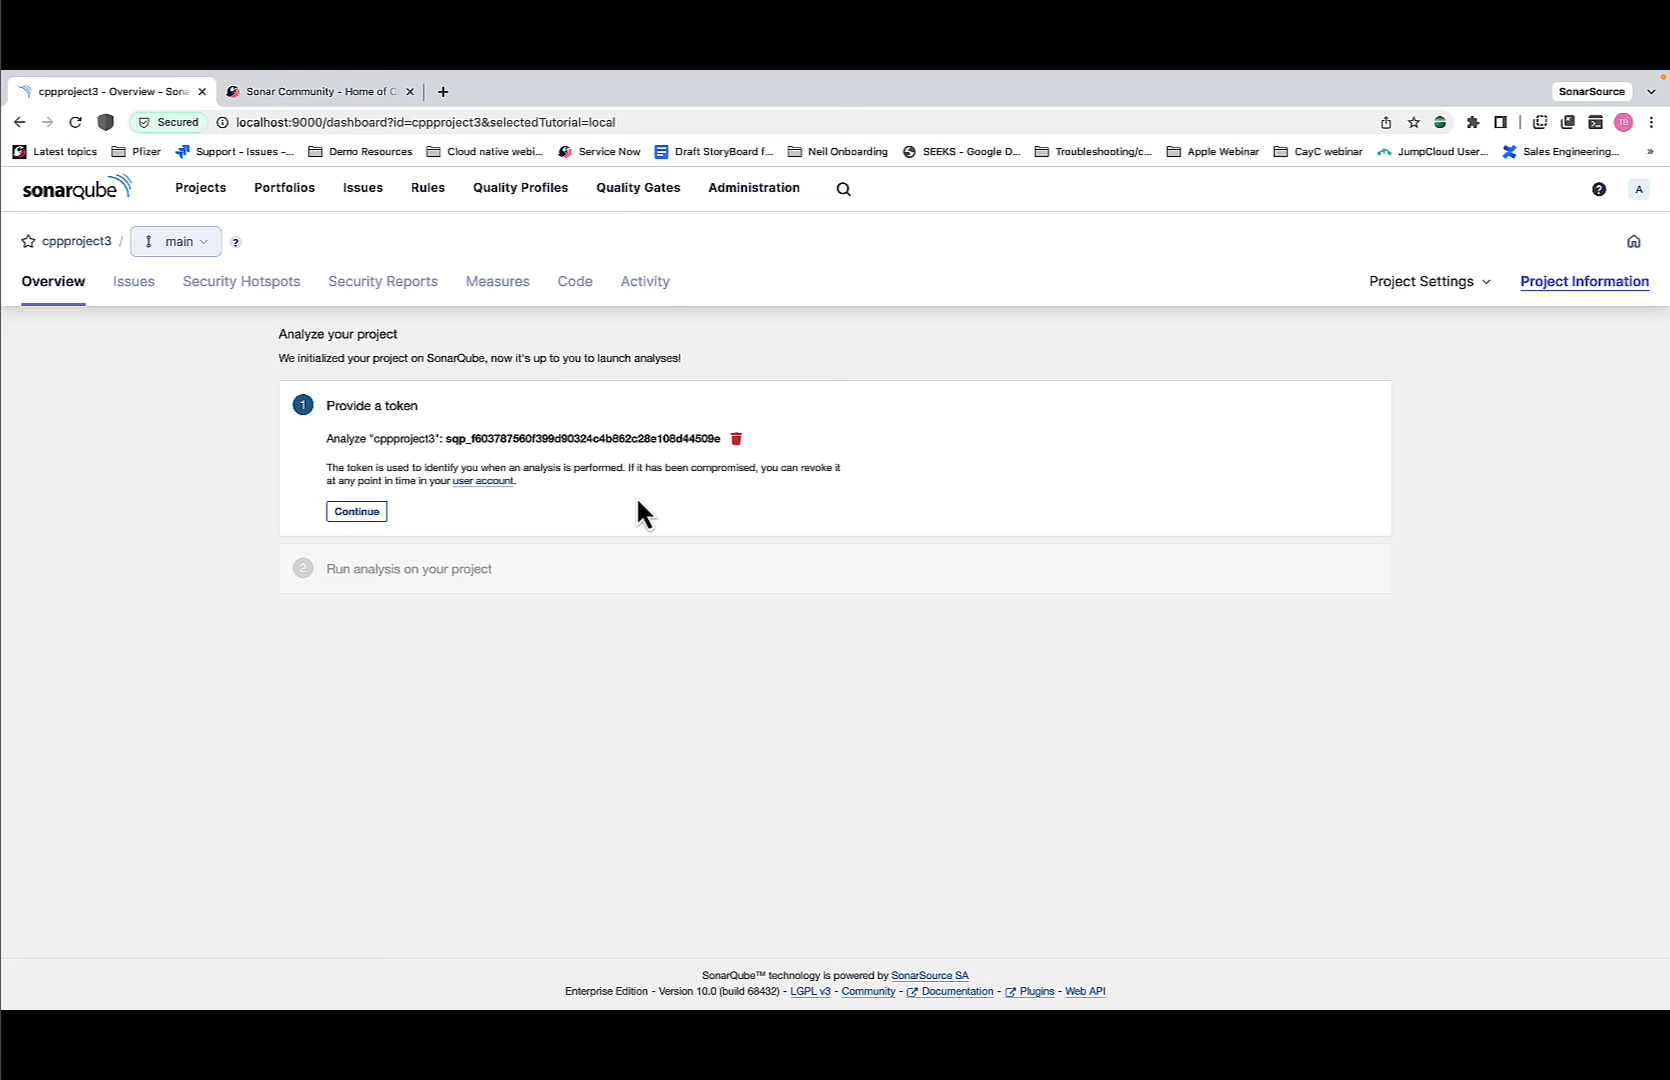 cppproject3 - Overview - Sona
Sonar Community - Home of C
SonarSource
Secured
localhost:9000/dashboard?id=cppproject3&selectedTutorial=local
Latest topics
Pfizer
Support - Issues -...
Demo Resources
Cloud native webi...
Service Now
Draft StoryBoard f...
Neil Onboarding
SEEKS - Google D...
Troubleshooting/c...
Apple Webinar
CayC webinar
JumpCloud User...
Sales Engineering...
»
sonarqube
Projects
Portfolios
Issues
Rules
Quality Profiles
Quality Gates
Administration
?
A
cppproject3 /
main
?
Overview
Issues
Security Hotspots
Security Reports
Measures
Code
Activity
Project Settings
Project Information
Analyze your project
We initialized your project on SonarQube, now it's up to you to launch analyses!
1 Provide a token
Analyze "cppproject3": sqp_f603787560f399d90324c4b862c28e108d44509e
The token is used to identify you when an analysis is performed. If it has been compromised, you can revoke it
at any point in time in your user account.
Continue
2 Run analysis on your project
SonarQube™ technology is powered by SonarSource SA
Enterprise Edition - Version 10.0 (build 68432) - LGPL v3 - Community - Documentation - Plugins - Web API